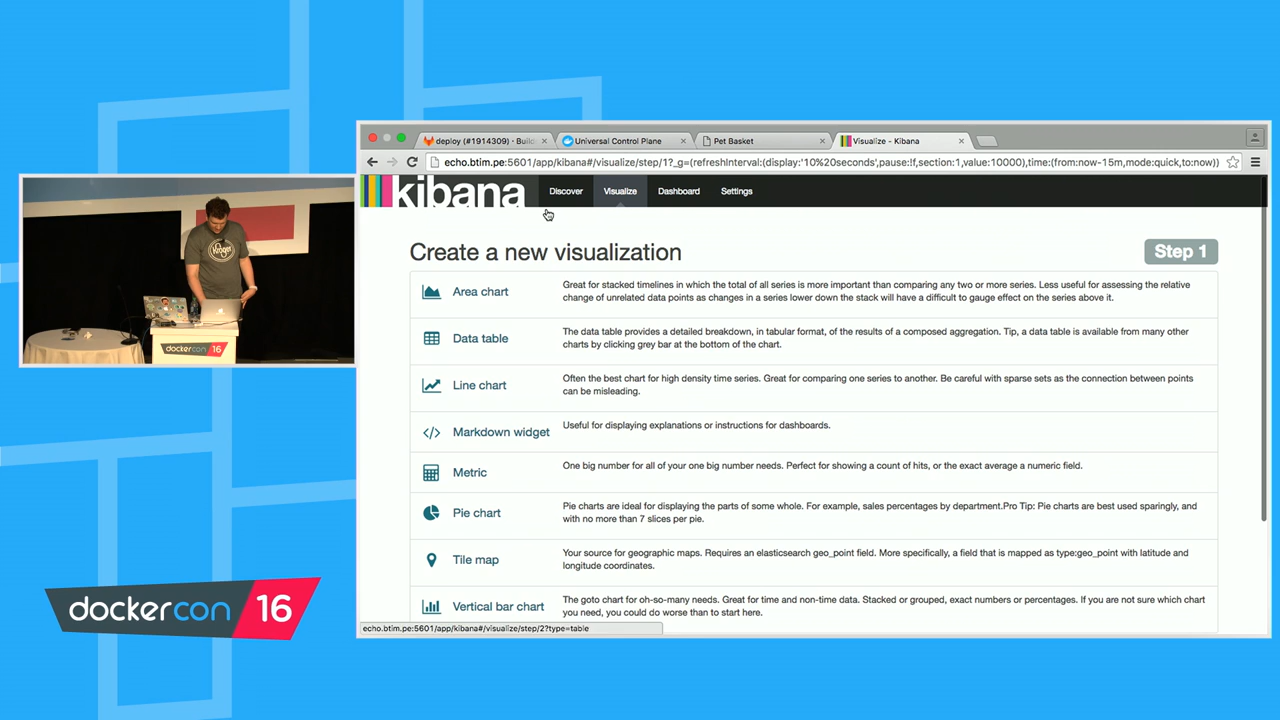 deploy (#1914309) · Build
Universal Control Plane
Pet Basket
Visualize - Kibana
echo.btim.pe:5601/app/kibana#/visualize/step/1?_g=(refreshInterval:(display:'10%20seconds',pause:!f,section:1,value:10000),time:(from:now-15m,mode:quick,to:now))
kibana
Discover
Visualize
Dashboard
Settings
Create a new visualization
Step 1
Area chart
Great for stacked timelines in which the total of all series is more important than comparing any two or more series. Less useful for assessing the relative
change of unrelated data points as changes in a series lower down the stack will have a difficult to gauge effect on the series above it.
Data table
The data table provides a detailed breakdown, in tabular format, of the results of a composed aggregation. Tip, a data table is available from many other
charts by clicking grey bar at the bottom of the chart.
Line chart
Often the best chart for high density time series. Great for comparing one series to another. Be careful with sparse sets as the connection between points
can be misleading.
Markdown widget
Useful for displaying explanations or instructions for dashboards.
Metric
One big number for all of your one big number needs. Perfect for showing a count of hits, or the exact average a numeric field.
Pie chart
Pie charts are ideal for displaying the parts of some whole. For example, sales percentages by department.Pro Tip: Pie charts are best used sparingly, and
with no more than 7 slices per pie.
Tile map
Your source for geographic maps. Requires an elasticsearch geo_point field. More specifically, a field that is mapped as type:geo_point with latitude and
longitude coordinates.
Vertical bar chart
The goto chart for oh-so-many needs. Great for time and non-time data. Stacked or grouped, exact numbers or percentages. If you are not sure which chart
you need, you could do worse than to start here.
echo.btim.pe:5601/app/kibana#/visualize/step/2?type=table
Kroger
dockercon 16
dockercon 16